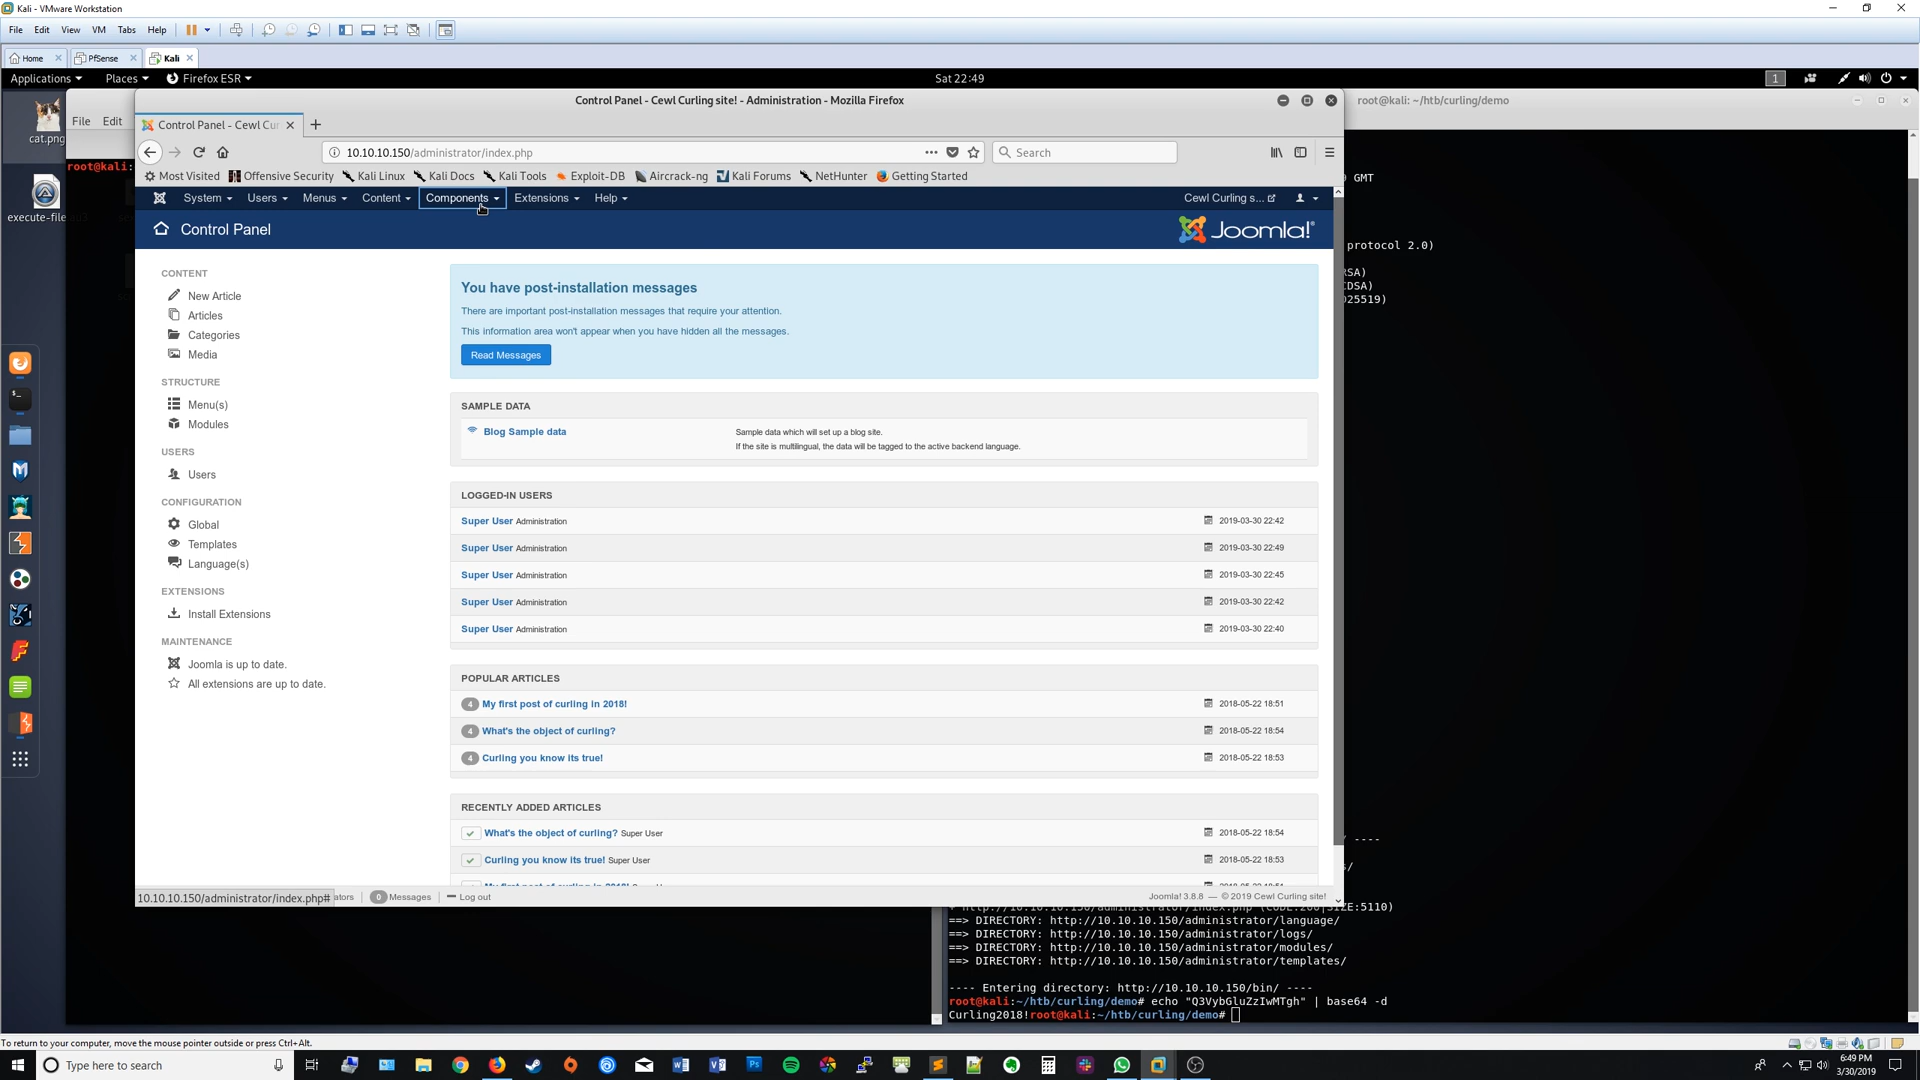 Kali - VMware Workstation
File Edit View VM Tabs Help
Home PfSense Kali
Applications Places Firefox ESR Sat 22:49 1
Control Panel - Cewl Curling site! - Administration - Mozilla Firefox
root@kali: ~/htb/curling/demo
cat.png
File Edit
Control Panel - Cewl Cur
10.10.10.150/administrator/index.php
Search
root@kali:
Most Visited Offensive Security Kali Linux Kali Docs Kali Tools Exploit-DB Aircrack-ng Kali Forums NetHunter Getting Started
execute-file
System Users Menus Content Components Extensions Help Cewl Curling s...
Control Panel Joomla!
CONTENT
New Article
Articles
Categories
Media
STRUCTURE
Menu(s)
Modules
USERS
Users
CONFIGURATION
Global
Templates
Language(s)
EXTENSIONS
Install Extensions
MAINTENANCE
Joomla is up to date.
All extensions are up to date.
You have post-installation messages
There are important post-installation messages that require your attention.
This information area won't appear when you have hidden all the messages.
Read Messages
SAMPLE DATA
Blog Sample data Sample data which will set up a blog site.
If the site is multilingual, the data will be tagged to the active backend language.
LOGGED-IN USERS
Super User Administration 2019-03-30 22:42
Super User Administration 2019-03-30 22:49
Super User Administration 2019-03-30 22:45
Super User Administration 2019-03-30 22:42
Super User Administration 2019-03-30 22:40
POPULAR ARTICLES
4 My first post of curling in 2018! 2018-05-22 18:51
4 What's the object of curling? 2018-05-22 18:54
4 Curling you know its true! 2018-05-22 18:53
RECENTLY ADDED ARTICLES
What's the object of curling? Super User 2018-05-22 18:54
Curling you know its true! Super User 2018-05-22 18:53
10.10.10.150/administrator/index.php# ators 0 Messages Log out Joomla! 3.8.8 — © 2019 Cewl Curling site!
GMT
protocol 2.0)
RSA)
DSA)
025519)
/ ----
s/
+ http://10.10.10.150/administrator/index.php (CODE:200|SIZE:5110)
==> DIRECTORY: http://10.10.10.150/administrator/language/
==> DIRECTORY: http://10.10.10.150/administrator/logs/
==> DIRECTORY: http://10.10.10.150/administrator/modules/
==> DIRECTORY: http://10.10.10.150/administrator/templates/
---- Entering directory: http://10.10.10.150/bin/ ----
root@kali:~/htb/curling/demo# echo "Q3VybGluZzIwMTgh" | base64 -d
Curling2018!root@kali:~/htb/curling/demo#
To return to your computer, move the mouse pointer outside or press Ctrl+Alt.
Type here to search
6:49 PM
3/30/2019